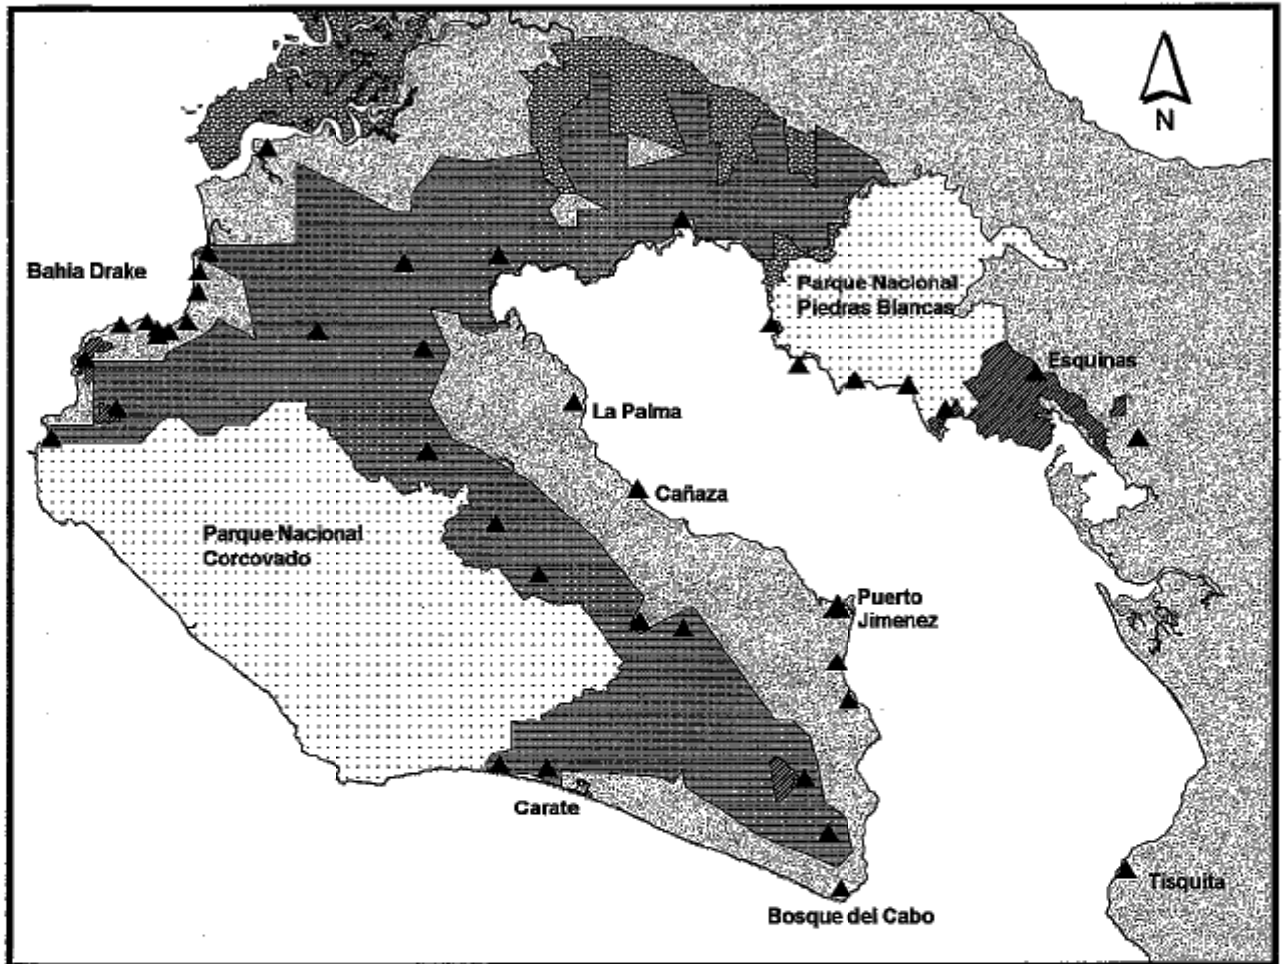 N
Bahía Drake
Parque Nacional
Piedras Blancas
Esquinas
La Palma
Cañaza
Parque Nacional
Corcovado
Puerto
Jimenez
Carate
Tisquita
Bosque del Cabo